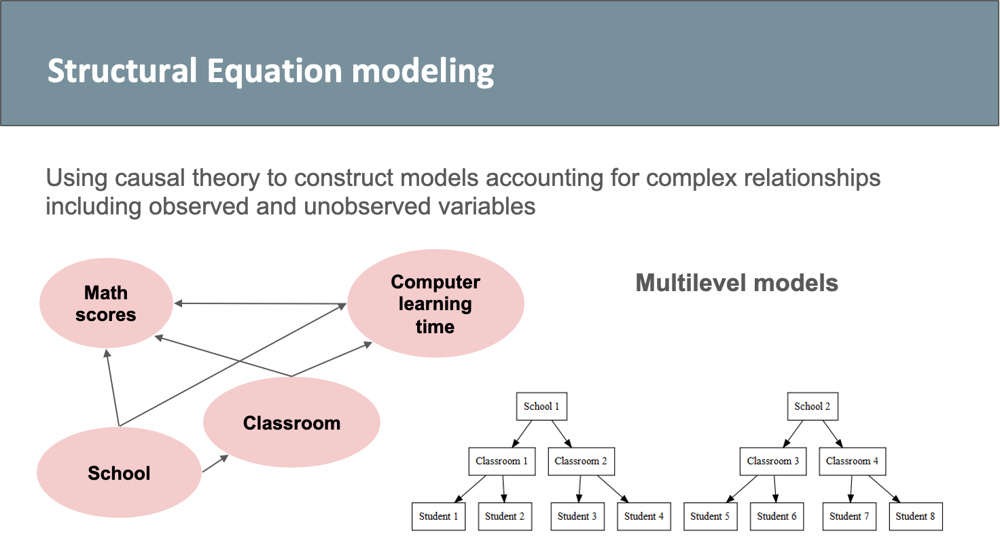 Structural Equation modeling
Using causal theory to construct models accounting for complex relationships
including observed and unobserved variables
Math
scores
Computer
learning
time
Multilevel models
Classroom
School
School 1
School 2
Classroom 1
Classroom 2
Classroom 3
Classroom 4
Student 1
Student 2
Student 3
Student 4
Student 5
Student 6
Student 7
Student 8